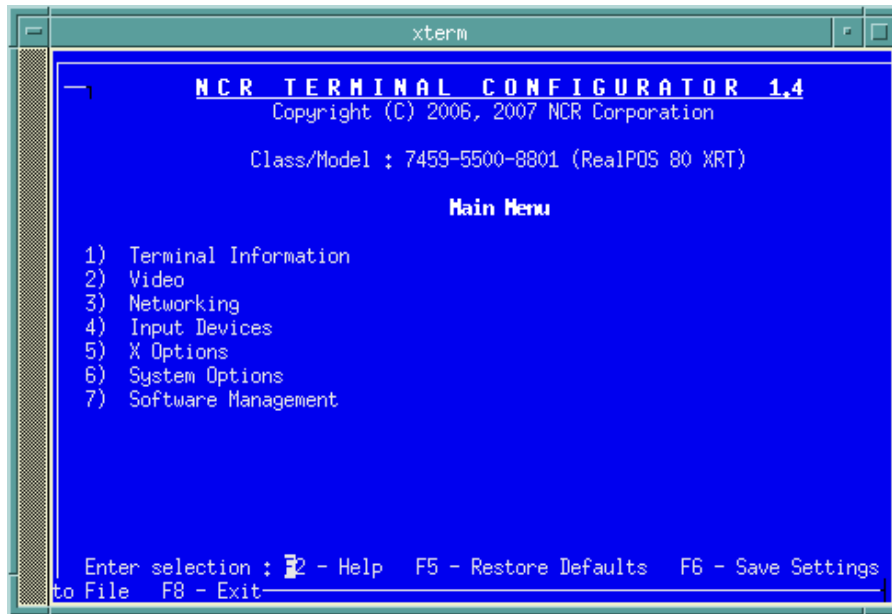 xterm
NCR TERMINAL CONFIGURATOR 1.4
Copyright (C) 2006, 2007 NCR Corporation
Class/Model : 7459-5500-8801 (RealPOS 80 XRT)
Main Menu
1) Terminal Information
2) Video
3) Networking
4) Input Devices
5) X Options
6) System Options
7) Software Management
Enter selection : F2 - Help F5 - Restore Defaults F6 - Save Settings
to File F8 - Exit